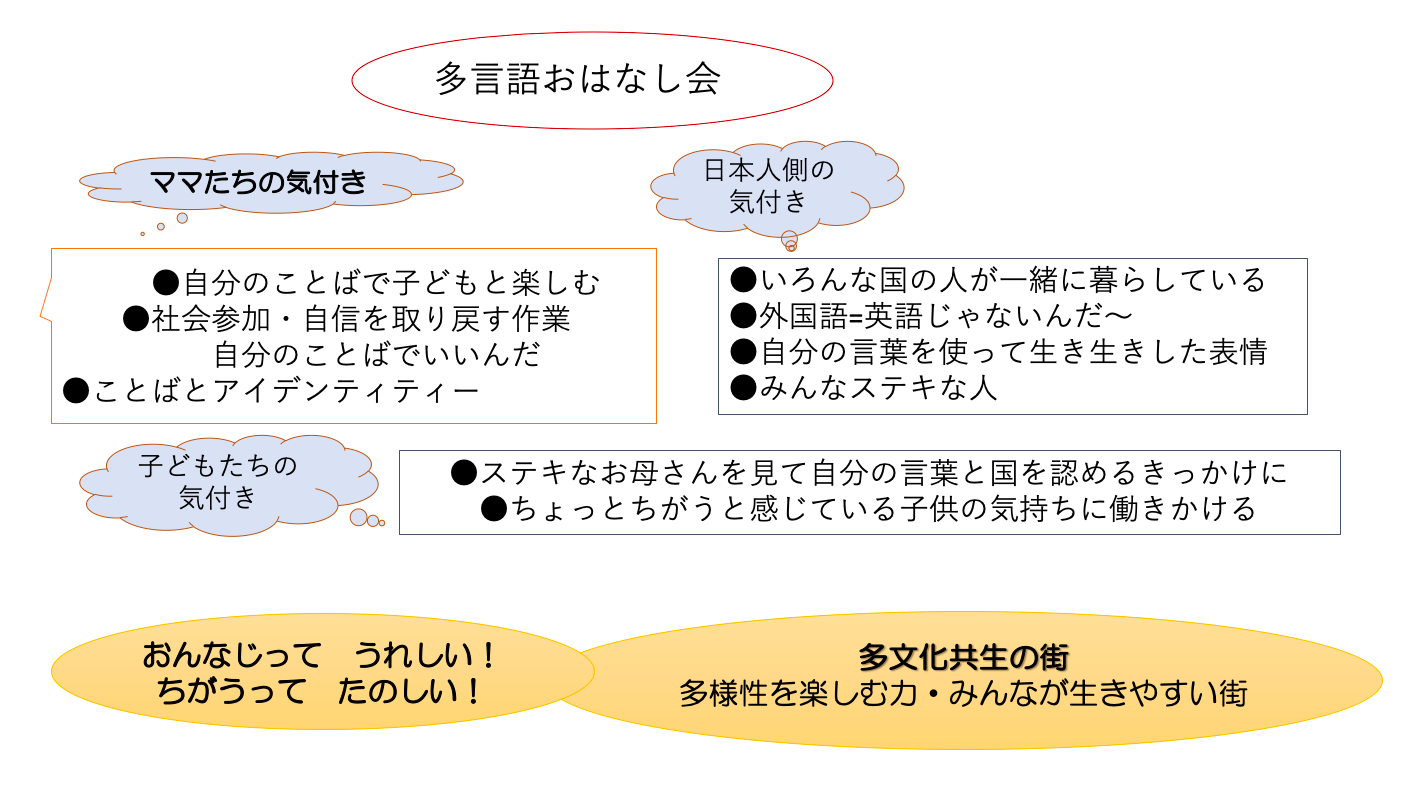 多言語おはなし会
ママたちの気付き
●自分のことばで子どもと楽しむ
●社会参加・自信を取り戻す作業
自分のことばでいいんだ
●ことばとアイデンティティー
日本人側の
気付き
●いろんな国の人が一緒に暮らしている
●外国語=英語じゃないんだ～
●自分の言葉を使って生き生きした表情
●みんなステキな人
子どもたちの
気付き
●ステキなお母さんを見て自分の言葉と国を認めるきっかけに
●ちょっとちがうと感じている子供の気持ちに働きかける
おんなじって　うれしい！
ちがうって　たのしい！
多文化共生の街
多様性を楽しむ力・みんなが生きやすい街